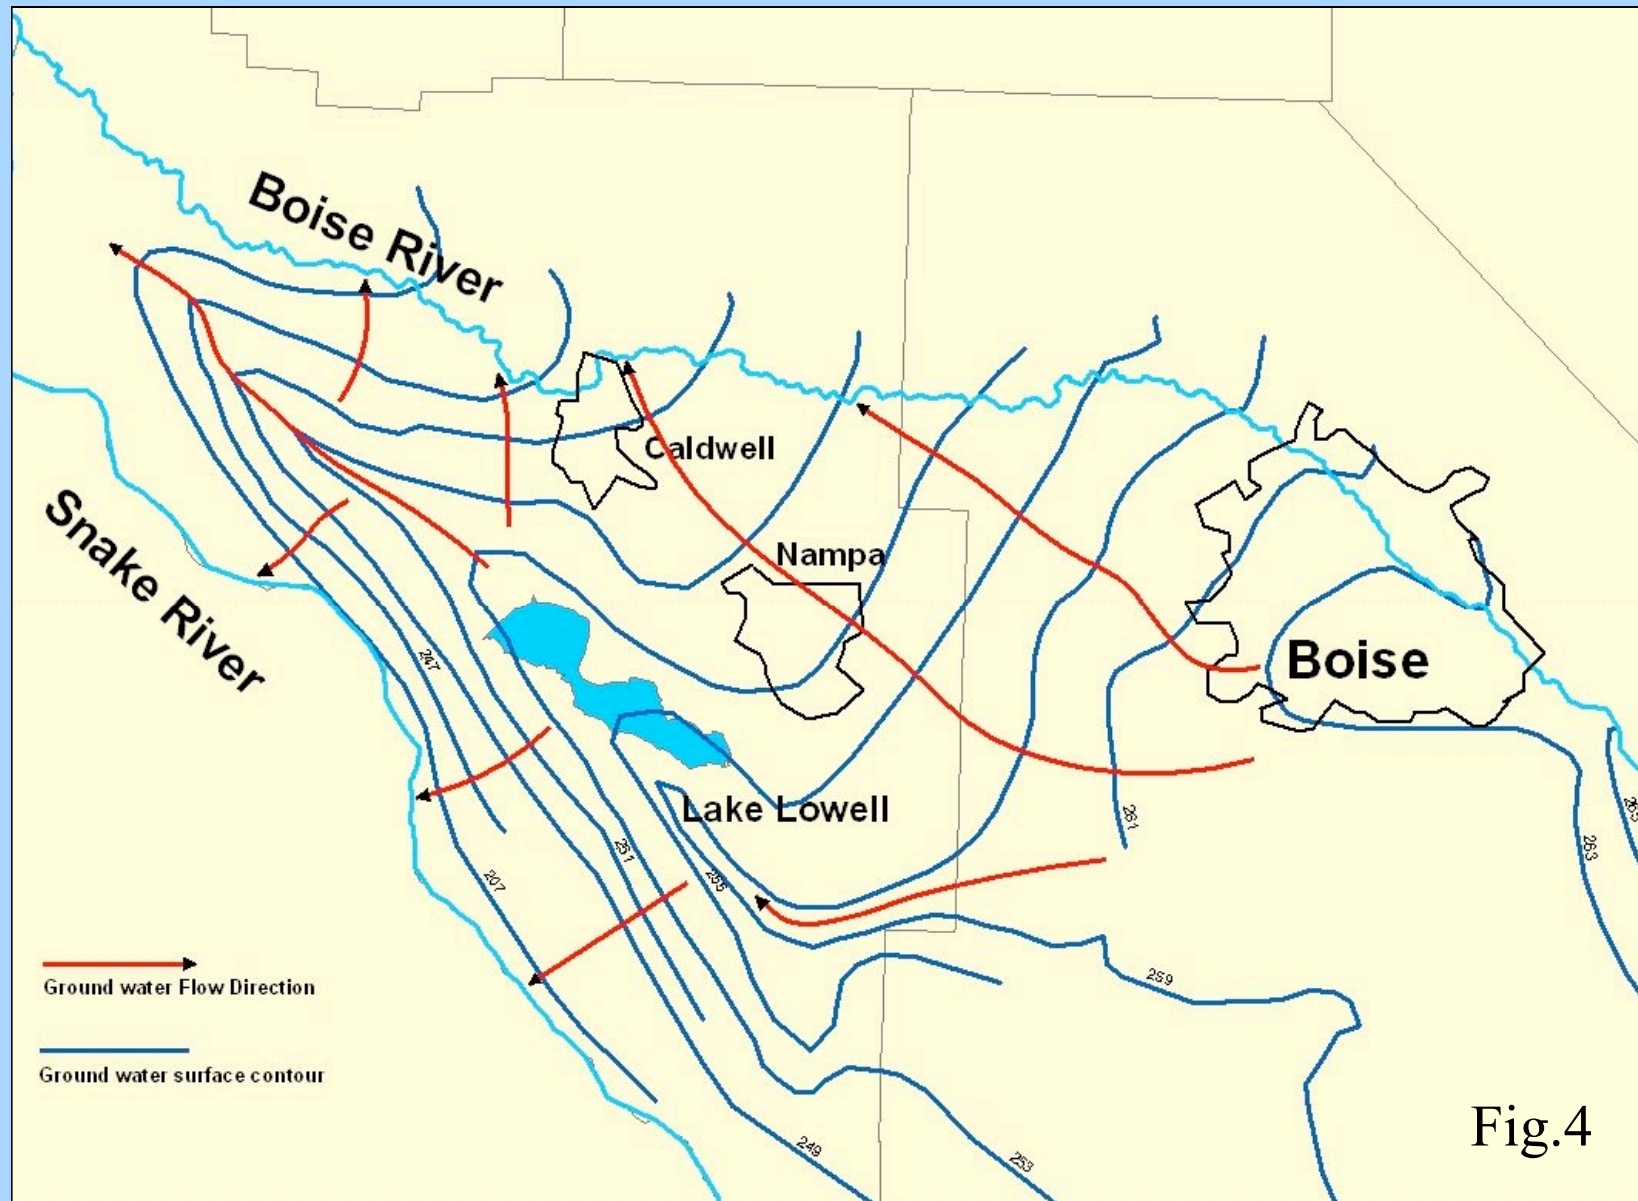 Boise River
Snake River
Caldwell
Nampa
Boise
Lake Lowell
247
207
251
255
261
263
265
259
249
253
Ground water Flow Direction
Ground water surface contour
Fig.4